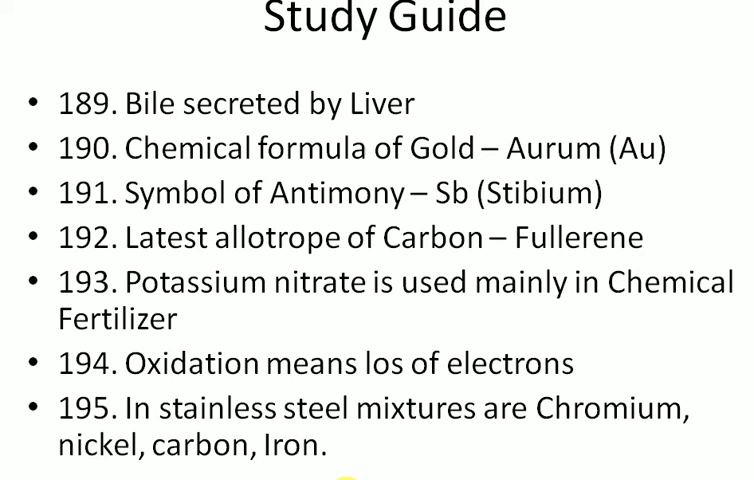 Study Guide
• 189. Bile secreted by Liver
• 190. Chemical formula of Gold – Aurum (Au)
• 191. Symbol of Antimony – Sb (Stibium)
• 192. Latest allotrope of Carbon – Fullerene
• 193. Potassium nitrate is used mainly in Chemical
Fertilizer
• 194. Oxidation means los of electrons
• 195. In stainless steel mixtures are Chromium,
nickel, carbon, Iron.